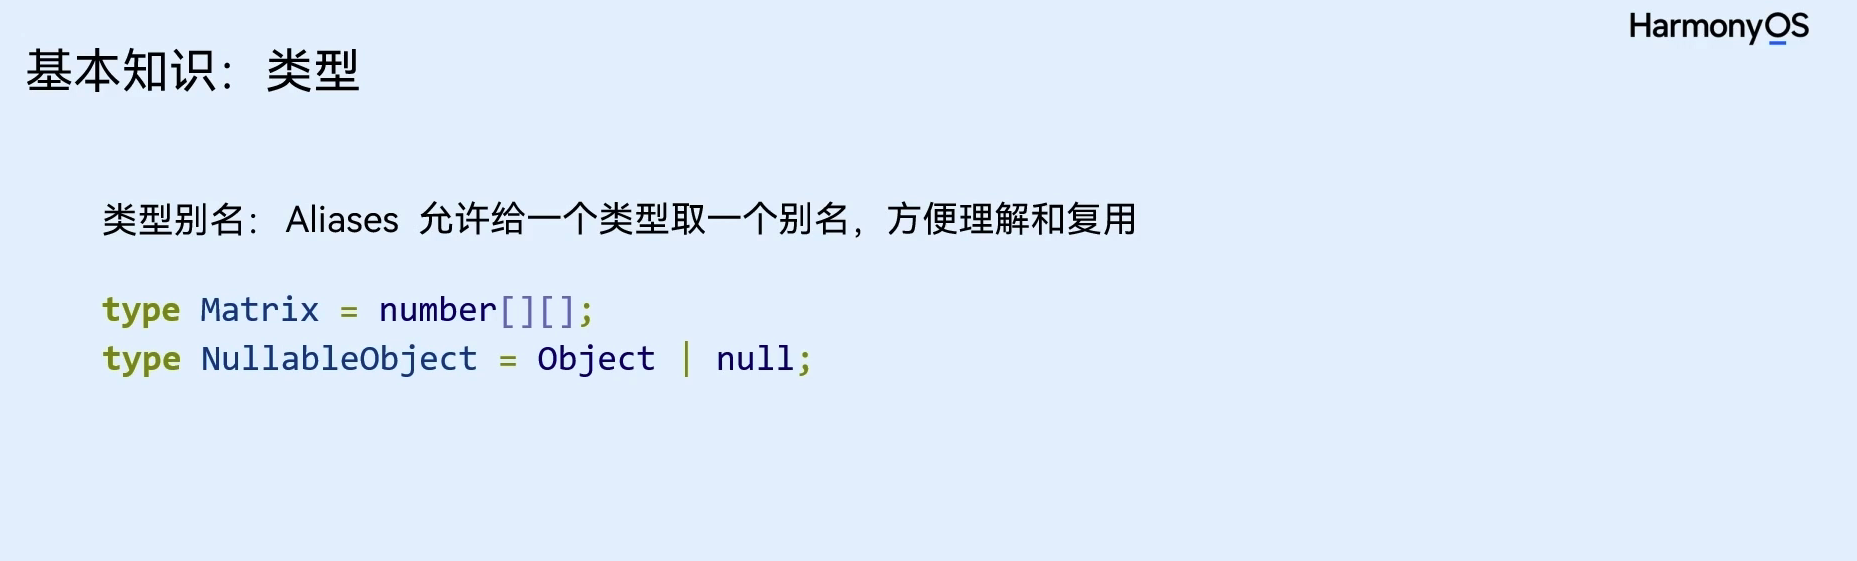 HarmonyOS
基本知识：类型
类型别名：Aliases 允许给一个类型取一个别名，方便理解和复用
type Matrix = number[][];
type NullableObject = Object | null;